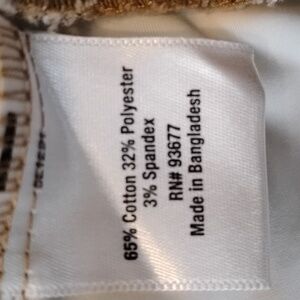 65% Cotton 32% Polyester
3% Spandex
RN# 93677
Made in Bangladesh